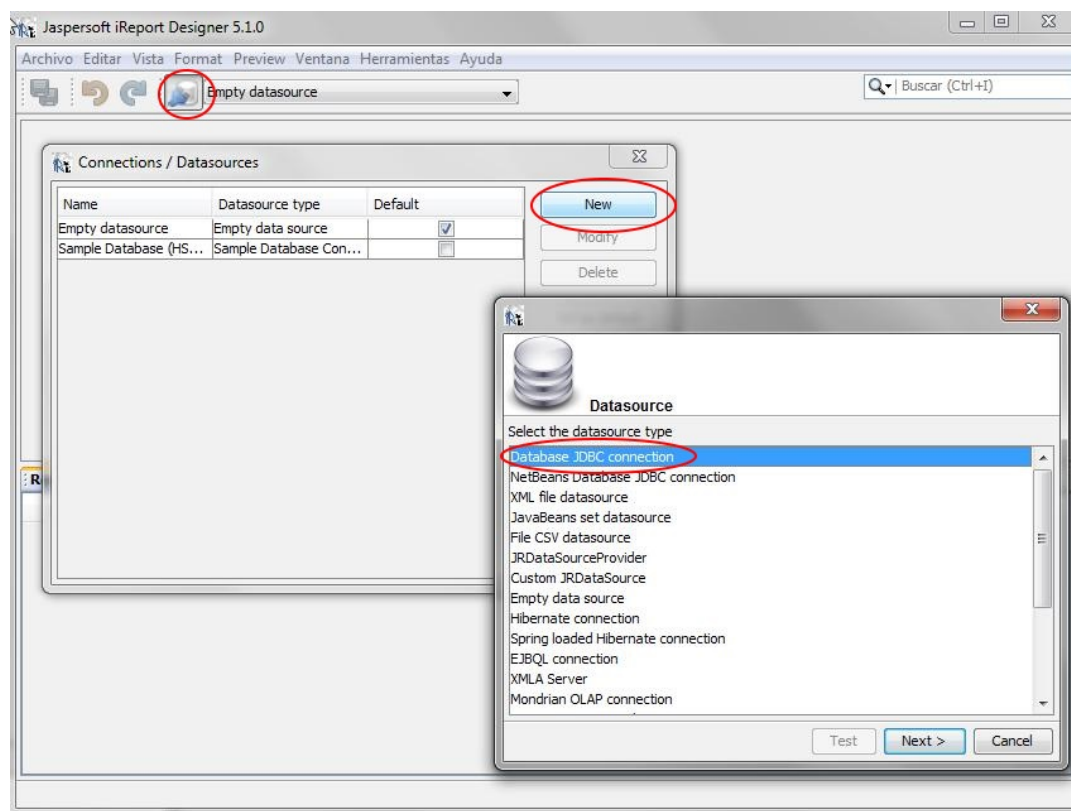 Jaspersoft iReport Designer 5.1.0
Archivo Editar Vista Format Preview Ventana Herramientas Ayuda
Empty datasource
Buscar (Ctrl+I)
Connections / Datasources
Name Datasource type Default
Empty datasource Empty data source
Sample Database (HS... Sample Database Con...
New
Modify
Delete
Datasource
Select the datasource type
Database JDBC connection
NetBeans Database JDBC connection
XML file datasource
JavaBeans set datasource
File CSV datasource
JRDataSourceProvider
Custom JRDataSource
Empty data source
Hibernate connection
Spring loaded Hibernate connection
EJBQL connection
XMLA Server
Mondrian OLAP connection
Test Next > Cancel